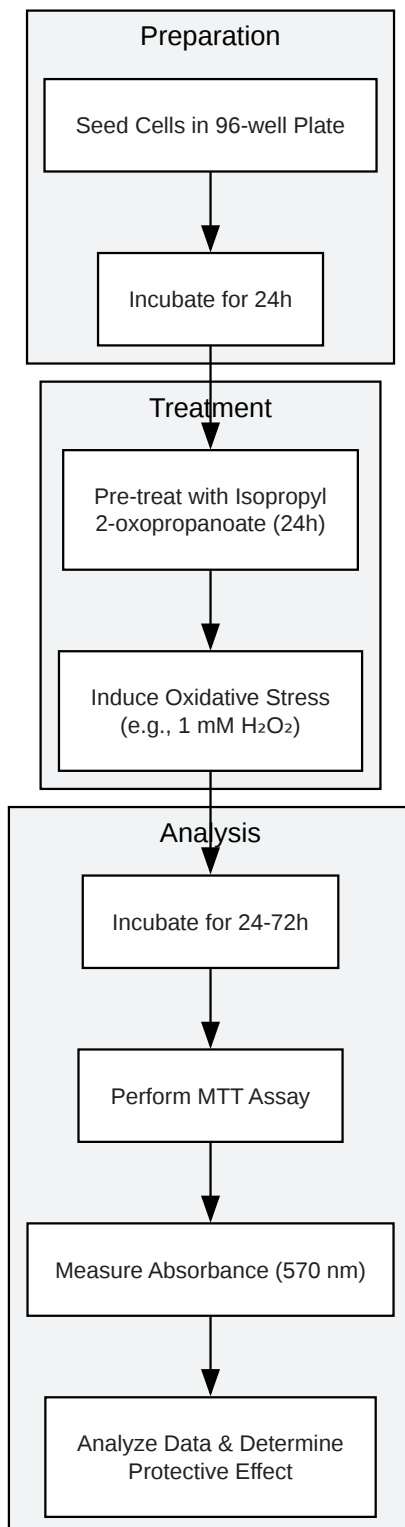 Preparation
Seed Cells in 96-well Plate
Incubate for 24h
Treatment
Pre-treat with Isopropyl
2-oxopropanoate (24h)
Induce Oxidative Stress
(e.g., 1 mM H₂O₂)
Analysis
Incubate for 24-72h
Perform MTT Assay
Measure Absorbance (570 nm)
Analyze Data & Determine
Protective Effect